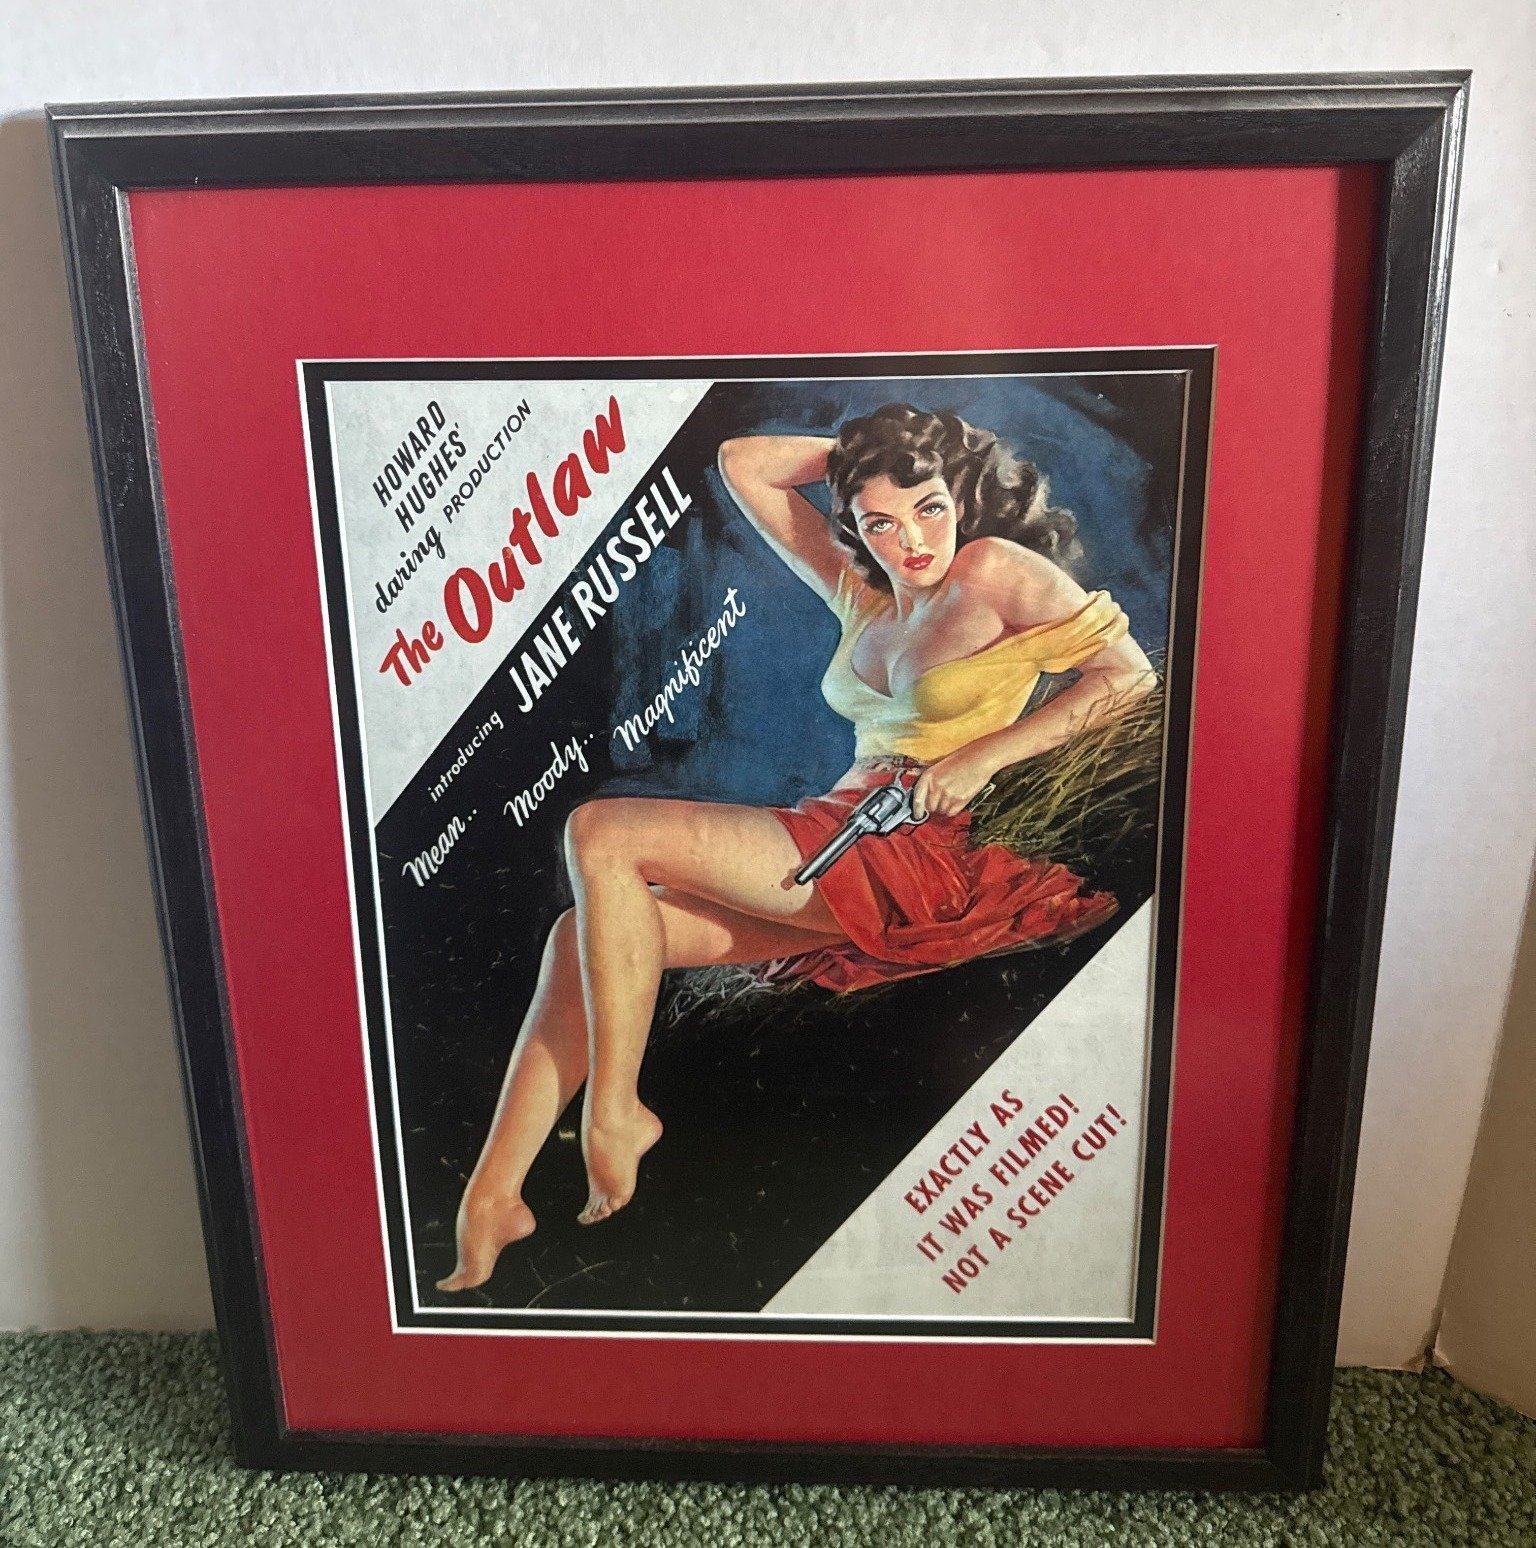 HOWARD
HUGHES'
daring PRODUCTION
The Outlaw
introducing JANE RUSSELL
Mean.. Moody.. Magnificent
EXACTLY AS
IT WAS FILMED!
NOT A SCENE CUT!